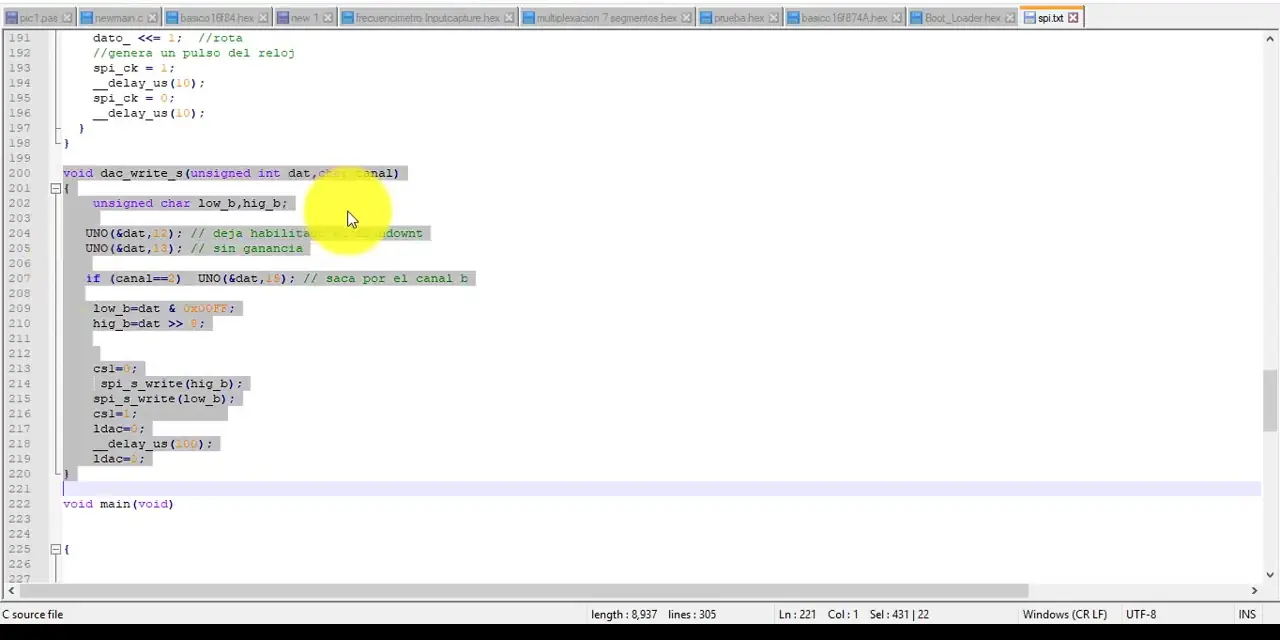 pic1.pas newmain.c basico16f84.hex new 1 frecuencimetro Inputcapture.hex multiplexacion 7 segmentos.hex prueba.hex basico16F874A.hex Boot_Loader.hex spi.txt
191 dato_ <<= 1; //rota
192 //genera un pulso del reloj
193 spi_ck = 1;
194 __delay_us(10);
195 spi_ck = 0;
196 __delay_us(10);
197 }
198 }
199
200 void dac_write_s(unsigned int dat,char canal)
201 {
202 unsigned char low_b,hig_b;
203
204 UNO(&dat,12); // deja habilitado
205 UNO(&dat,13); // sin ganancia
206
207 if (canal==2) UNO(&dat,15); // saca por el canal b
208
209 low_b=dat & 0x00FF;
210 hig_b=dat >> 8;
211
212
213 csl=0;
214 spi_s_write(hig_b);
215 spi_s_write(low_b);
216 csl=1;
217 ldac=0;
218 __delay_us(100);
219 ldac=1;
220 }
221
222 void main(void)
223
224
225 {
226
227
C source file length : 8,937 lines : 305 Ln : 221 Col : 1 Sel : 431 | 22 Windows (CR LF) UTF-8 INS